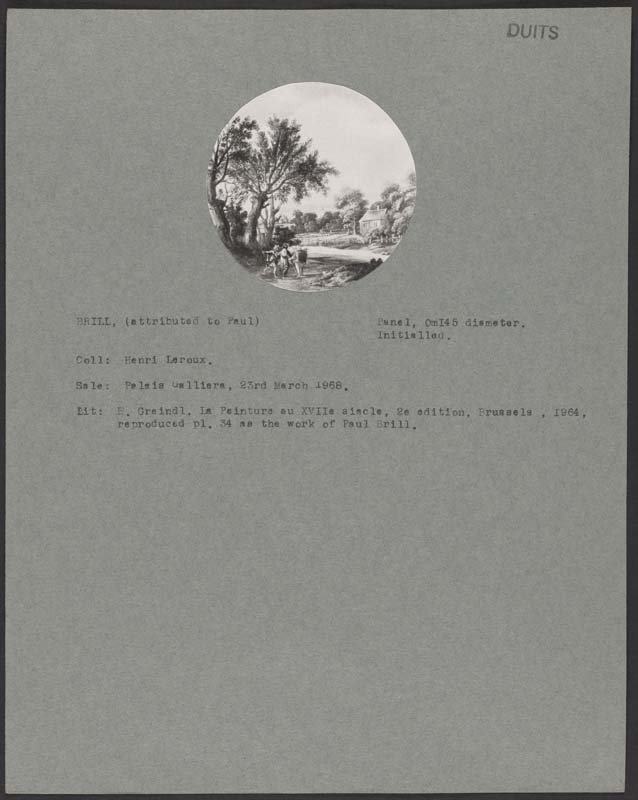 DUITS
BRILL, (attributed to Paul)
Panel, 0m145 diameter.
Initialled.
Coll: Henri Leroux.
Sale: Palais Galliera, 23rd March 1968.
Lit: E. Greindl, La Peinture au XVIIe siecle, 2e edition, Brussels , 1964,
reproduced pl. 34 as the work of Paul Brill.